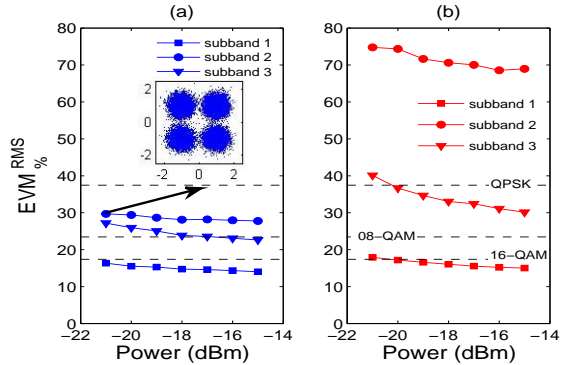 (a)
(b)
80
70
60
50
40
30
20
10
0
EVM RMS %
subband 1
subband 2
subband 3
2
0
-2
-2 0 2
-22 -20 -18 -16 -14
Power (dBm)
80
70
60
50
40
30
20
10
0
subband 1
subband 2
subband 3
QPSK
08-QAM
16-QAM
-22 -20 -18 -16 -14
Power (dBm)